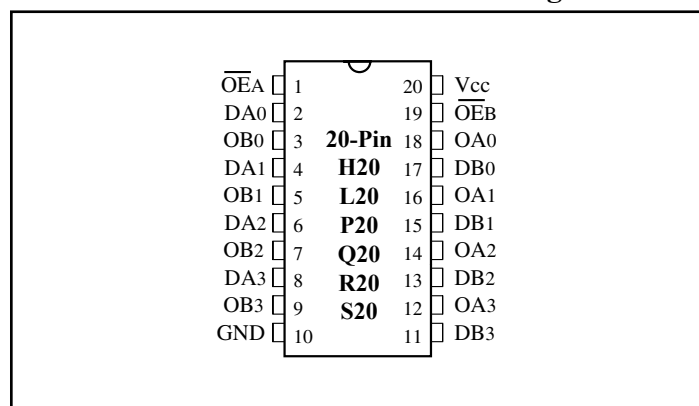 OEA 1 20 Vcc
DA0 2 19 OEB
OB0 3 20-Pin 18 OA0
DA1 4 H20 17 DB0
OB1 5 L20 16 OA1
DA2 6 P20 15 DB1
OB2 7 Q20 14 OA2
DA3 8 R20 13 DB2
OB3 9 S20 12 OA3
GND 10 11 DB3